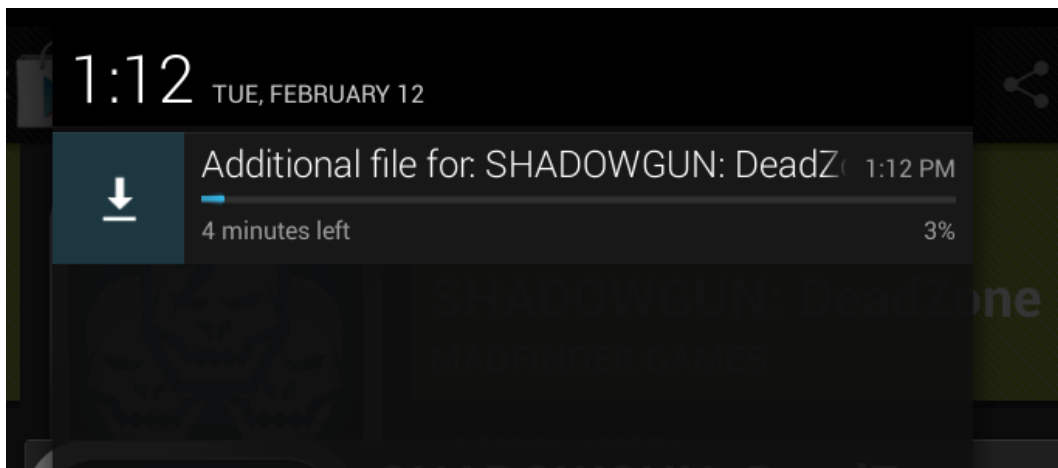 1:12 TUE, FEBRUARY 12
Additional file for: SHADOWGUN: DeadZ 1:12 PM
4 minutes left 3%
SHADOWGUN: DeadZone
MADFINGER GAMES